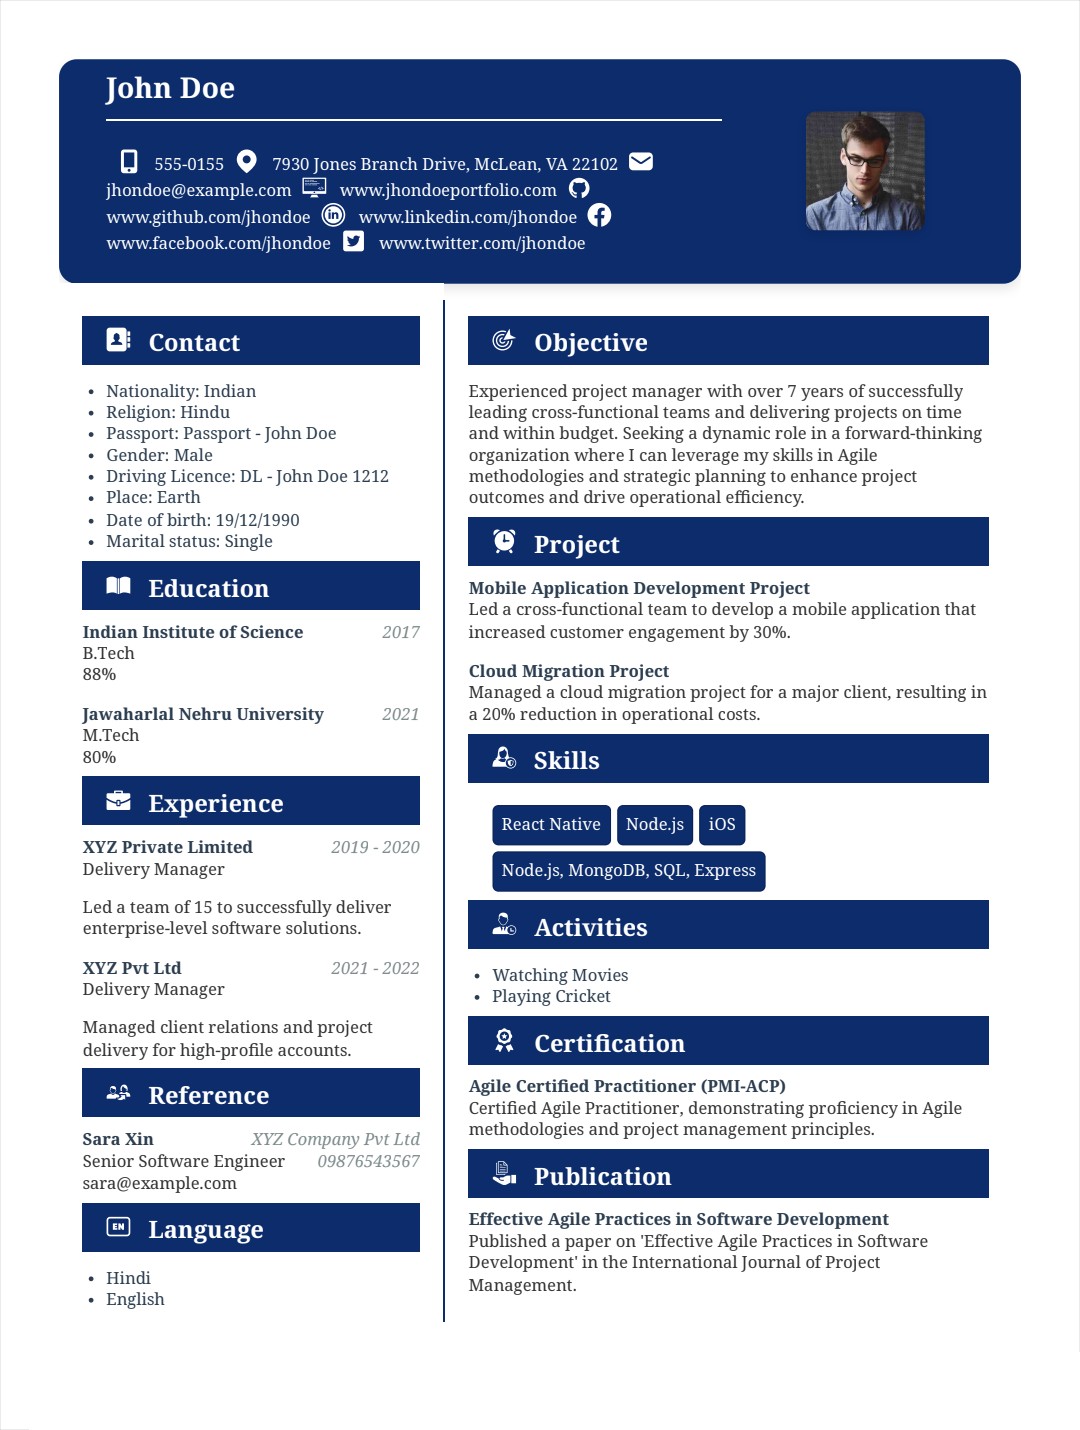 John Doe
555-0155 7930 Jones Branch Drive, McLean, VA 22102
jhondoe@example.com www.jhondoeportfolio.com
www.github.com/jhondoe www.linkedin.com/jhondoe
www.facebook.com/jhondoe www.twitter.com/jhondoe
Contact
• Nationality: Indian
• Religion: Hindu
• Passport: Passport - John Doe
• Gender: Male
• Driving Licence: DL - John Doe 1212
• Place: Earth
• Date of birth: 19/12/1990
• Marital status: Single
Education
Indian Institute of Science 2017
B.Tech
88%
Jawaharlal Nehru University 2021
M.Tech
80%
Experience
XYZ Private Limited 2019 - 2020
Delivery Manager
Led a team of 15 to successfully deliver
enterprise-level software solutions.
XYZ Pvt Ltd 2021 - 2022
Delivery Manager
Managed client relations and project
delivery for high-profile accounts.
Reference
Sara Xin XYZ Company Pvt Ltd
Senior Software Engineer 09876543567
sara@example.com
EN Language
• Hindi
• English
Objective
Experienced project manager with over 7 years of successfully
leading cross-functional teams and delivering projects on time
and within budget. Seeking a dynamic role in a forward-thinking
organization where I can leverage my skills in Agile
methodologies and strategic planning to enhance project
outcomes and drive operational efficiency.
Project
Mobile Application Development Project
Led a cross-functional team to develop a mobile application that
increased customer engagement by 30%.
Cloud Migration Project
Managed a cloud migration project for a major client, resulting in
a 20% reduction in operational costs.
Skills
React Native Node.js iOS
Node.js, MongoDB, SQL, Express
Activities
• Watching Movies
• Playing Cricket
Certification
Agile Certified Practitioner (PMI-ACP)
Certified Agile Practitioner, demonstrating proficiency in Agile
methodologies and project management principles.
Publication
Effective Agile Practices in Software Development
Published a paper on 'Effective Agile Practices in Software
Development' in the International Journal of Project
Management.